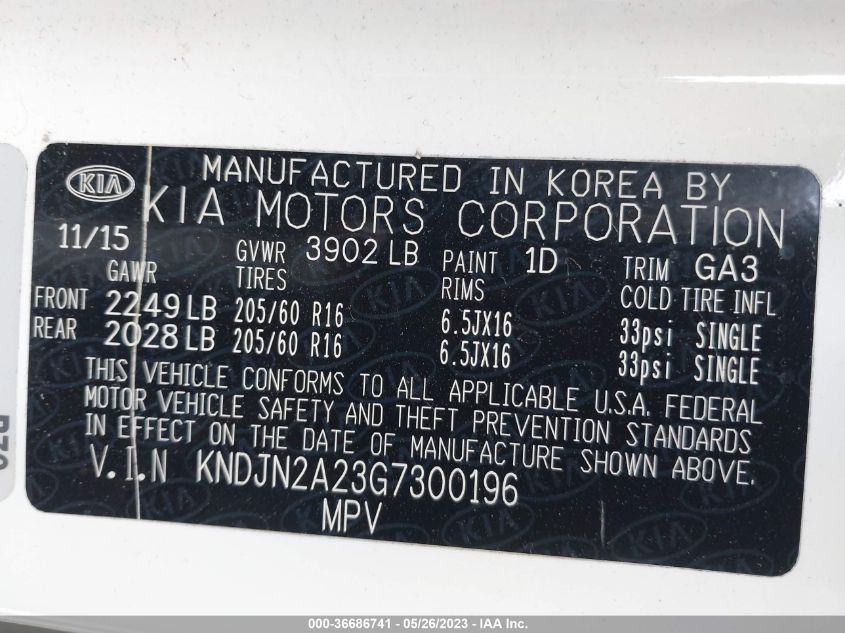 KIA
MANUFACTURED IN KOREA BY
KIA MOTORS CORPORATION
11/15 GVWR 3902 LB PAINT 1D TRIM GA3
GAWR TIRES RIMS COLD TIRE INFL
FRONT 2249 LB 205/60 R16 6.5JX16 33psi SINGLE
REAR 2028 LB 205/60 R16 6.5JX16 33psi SINGLE
THIS VEHICLE CONFORMS TO ALL APPLICABLE U.S.A. FEDERAL
MOTOR VEHICLE SAFETY AND THEFT PREVENTION STANDARDS
IN EFFECT ON THE DATE OF MANUFACTURE SHOWN ABOVE.
V.I.N KNDJN2A23G7300196
MPV
000-36686741 - 05/26/2023 - IAA Inc.